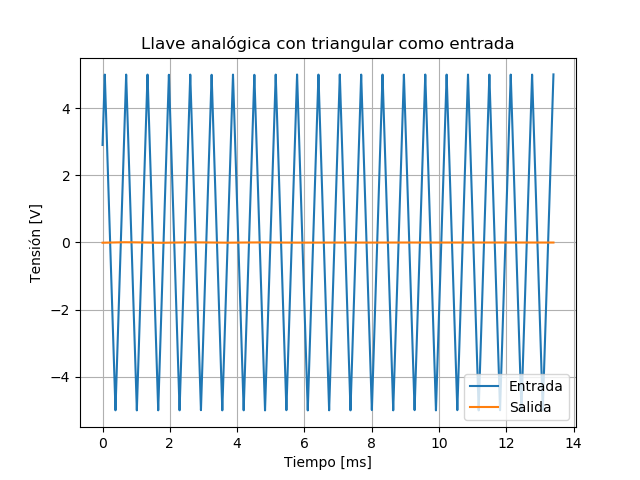 Llave analógica con triangular como entrada
4
2
0
−2
−4
Tensión [V]
0
2
4
6
8
10
12
14
Tiempo [ms]
Entrada
Salida